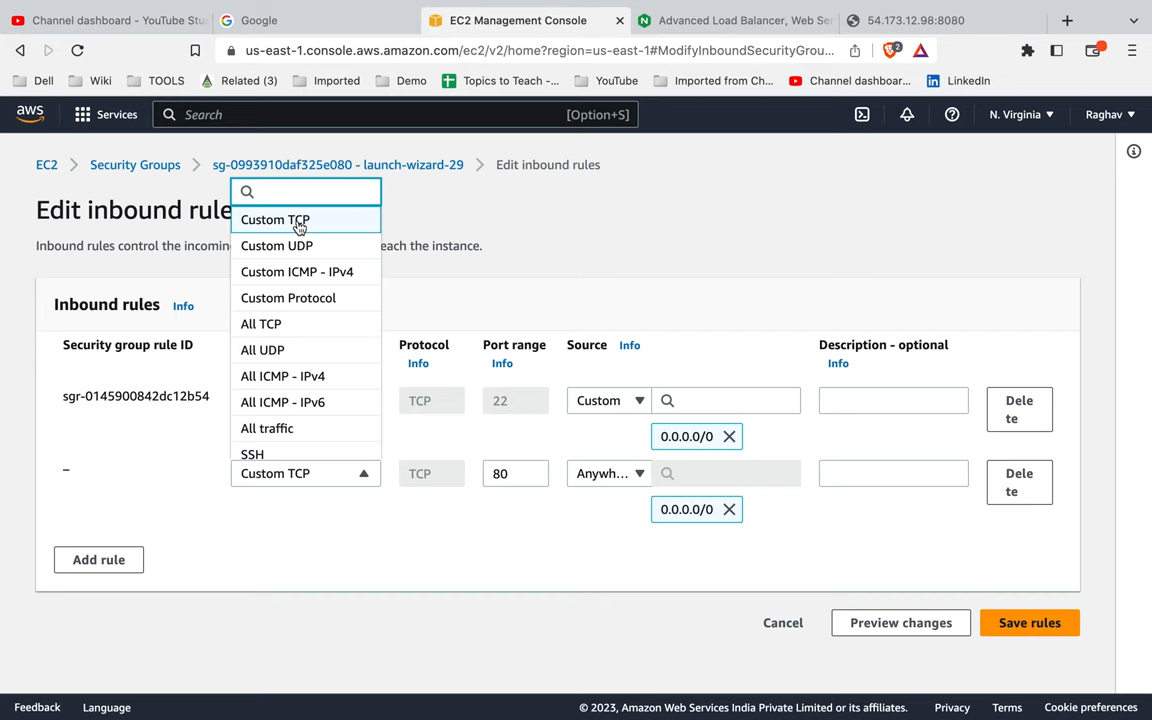 Channel dashboard - YouTube Stu
Google
EC2 Management Console
Advanced Load Balancer, Web Ser
54.173.12.98:8080
us-east-1.console.aws.amazon.com/ec2/v2/home?region=us-east-1#ModifyInboundSecurityGrou...
2
Dell
Wiki
TOOLS
Related (3)
Imported
Demo
Topics to Teach -...
YouTube
Imported from Ch...
Channel dashboar...
LinkedIn
aws
Services
Search
[Option+S]
N. Virginia
Raghav
EC2
Security Groups
sg-0993910daf325e080 - launch-wizard-29
Edit inbound rules
Edit inbound rule
Inbound rules control the incomin
each the instance.
Custom TCP
Custom UDP
Custom ICMP - IPv4
Custom Protocol
All TCP
All UDP
All ICMP - IPv4
All ICMP - IPv6
All traffic
SSH
Inbound rules Info
Security group rule ID
Protocol
Info
Port range
Info
Source Info
Description - optional
Info
sgr-0145900842dc12b54
TCP
22
Custom
0.0.0.0/0
Dele
te
–
Custom TCP
TCP
80
Anywh...
0.0.0.0/0
Dele
te
Add rule
Cancel
Preview changes
Save rules
Feedback
Language
© 2023, Amazon Web Services India Private Limited or its affiliates.
Privacy
Terms
Cookie preferences